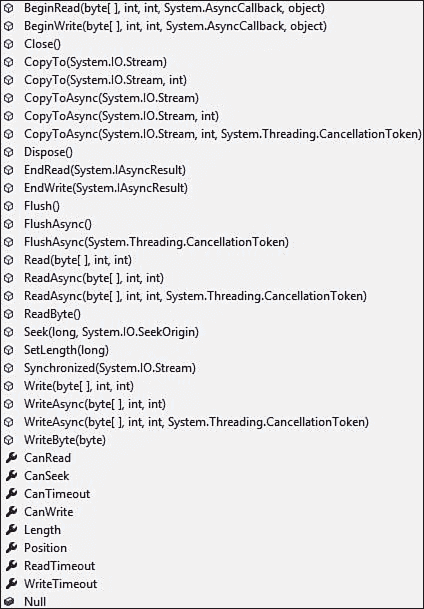 BeginRead(byte[ ], int, int, System.AsyncCallback, object)
BeginWrite(byte[ ], int, int, System.AsyncCallback, object)
Close()
CopyTo(System.IO.Stream)
CopyTo(System.IO.Stream, int)
CopyToAsync(System.IO.Stream)
CopyToAsync(System.IO.Stream, int)
CopyToAsync(System.IO.Stream, int, System.Threading.CancellationToken)
Dispose()
EndRead(System.IAsyncResult)
EndWrite(System.IAsyncResult)
Flush()
FlushAsync()
FlushAsync(System.Threading.CancellationToken)
Read(byte[ ], int, int)
ReadAsync(byte[ ], int, int)
ReadAsync(byte[ ], int, int, System.Threading.CancellationToken)
ReadByte()
Seek(long, System.IO.SeekOrigin)
SetLength(long)
Synchronized(System.IO.Stream)
Write(byte[ ], int, int)
WriteAsync(byte[ ], int, int)
WriteAsync(byte[ ], int, int, System.Threading.CancellationToken)
WriteByte(byte)
CanRead
CanSeek
CanTimeout
CanWrite
Length
Position
ReadTimeout
WriteTimeout
Null